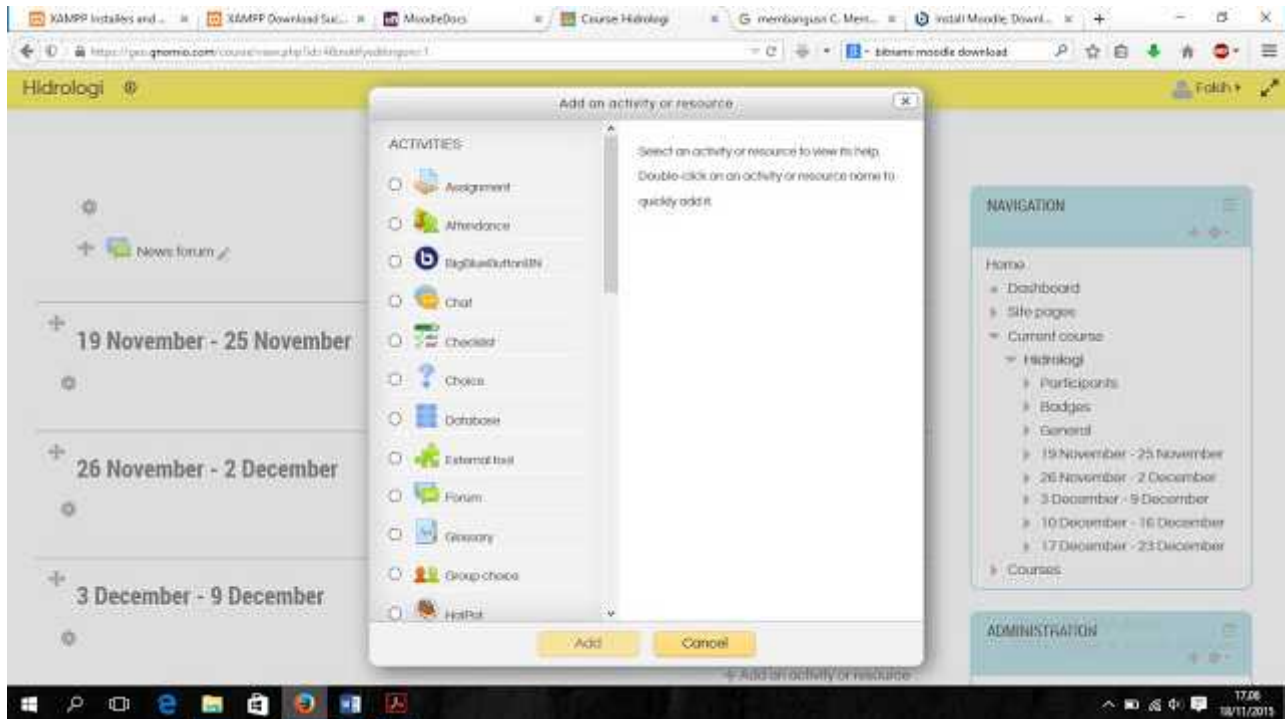 XAMPP Installers and ...
XAMPP Download Suc...
MoodleDocs
Course Hidrologi
G membangun C. Men...
install Moodle, Downl...
gnomio.com
moodle download
Hidrologi
Falih
Add an activity or resource
ACTIVITIES
Assignment
Attendance
BigBlueButtonBN
Chat
Checklist
Choice
Database
External tool
Forum
Glossary
Group choice
HotPot
Select an activity or resource to view its help.
Double-click on an activity or resource name to
quickly add it.
Add
Cancel
News forum
19 November - 25 November
26 November - 2 December
3 December - 9 December
Add an activity or resource
NAVIGATION
Home
Dashboard
Site pages
Current course
Hidrologi
Participants
Badges
General
19 November - 25 November
26 November - 2 December
3 December - 9 December
10 December - 16 December
17 December - 23 December
Courses
ADMINISTRATION
17.06
18/11/2015